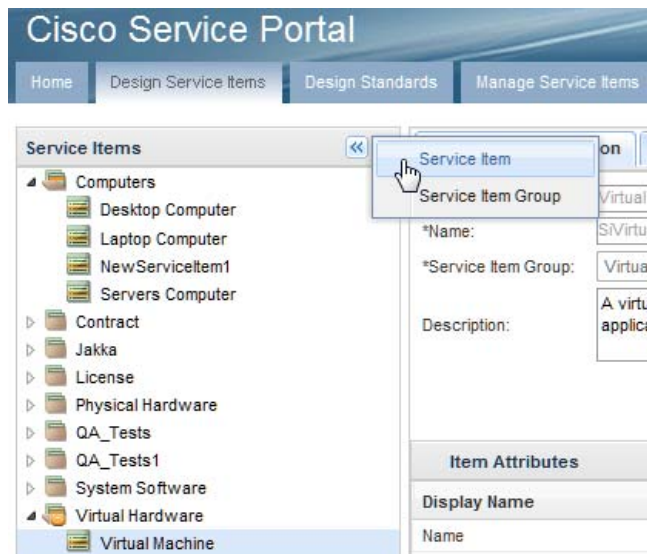 Cisco Service Portal
Home Design Service Items Design Standards Manage Service Items
Service Items
Computers
Desktop Computer
Laptop Computer
NewServiceItem1
Servers Computer
Contract
Jakka
License
Physical Hardware
QA_Tests
QA_Tests1
System Software
Virtual Hardware
Virtual Machine
Service Item
Service Item Group
on
Virtual
*Name: SiVirtu
*Service Item Group: Virtua
Description: A virtu
applica
Item Attributes
Display Name
Name